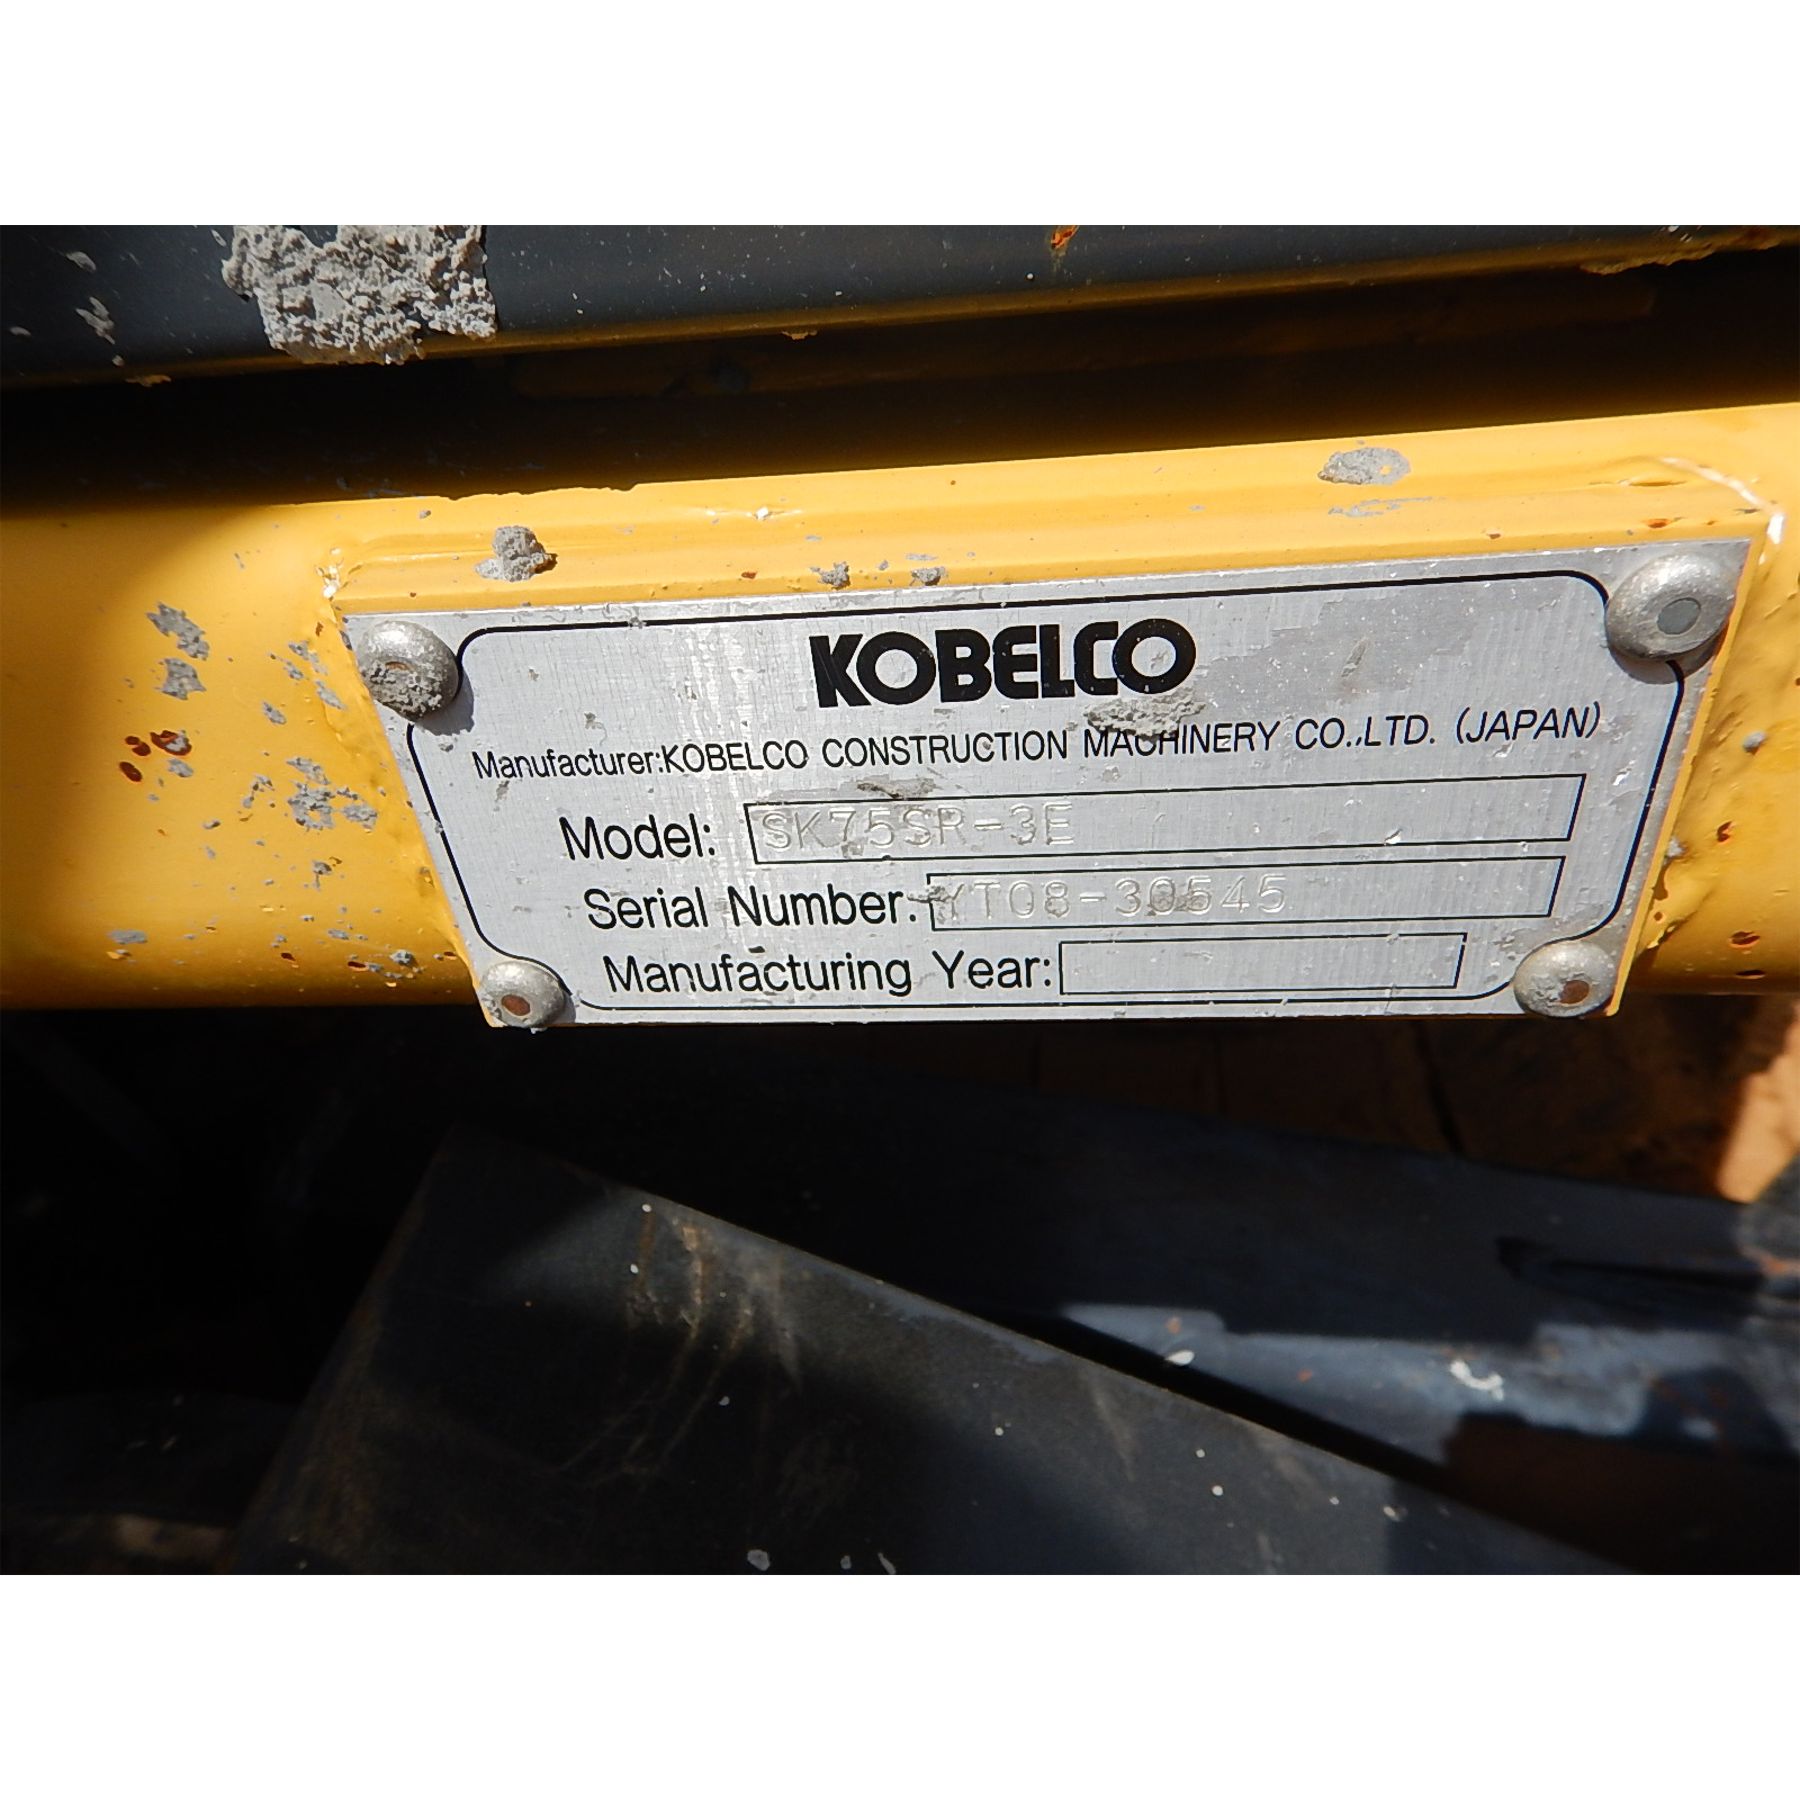 KOBELCO
Manufacturer:KOBELCO CONSTRUCTION MACHINERY CO.,LTD. (JAPAN)
Model: SK75SR-3E
Serial Number: YT08-30545
Manufacturing Year: